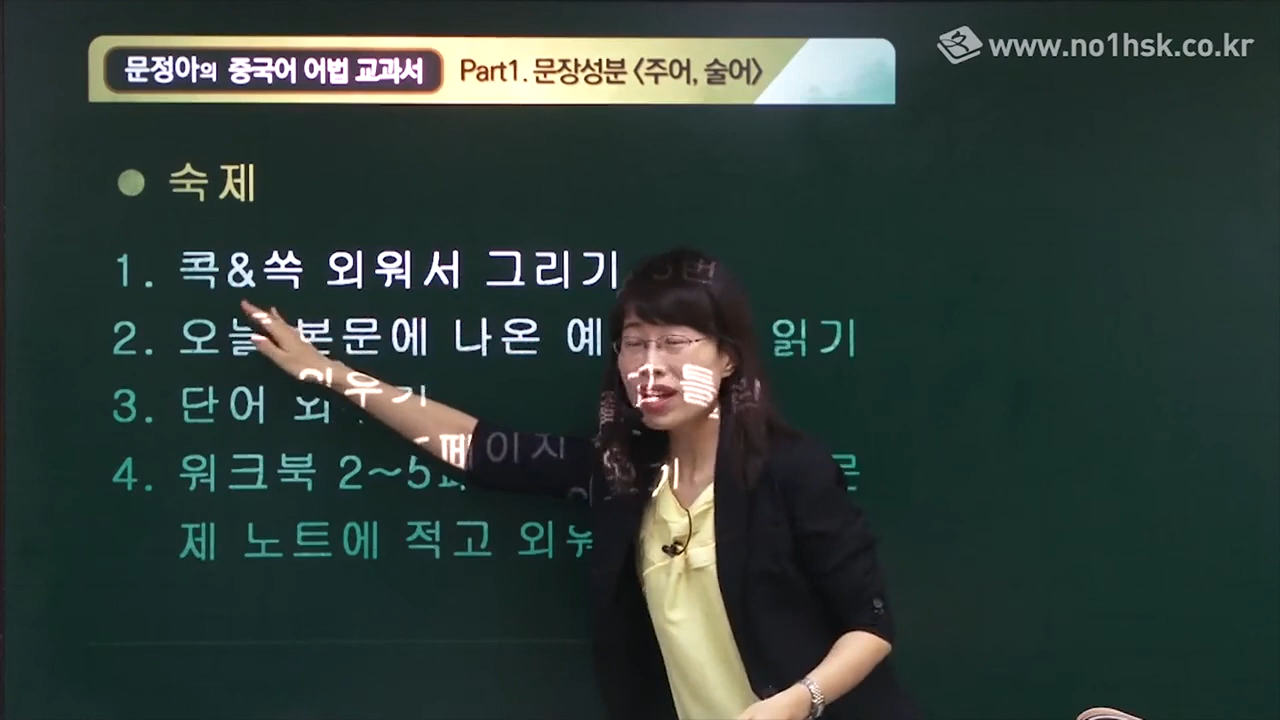 www.no1hsk.co.kr
문정아의 중국어 어법 교과서 Part1. 문장성분 〈주어, 술어〉
숙제
1. 콕&쏙 외워서 그리기
2. 오늘 본문에 나온 읽기
3. 단어 외우기
4. 워크북 2~5페이지
제 노트에 적고